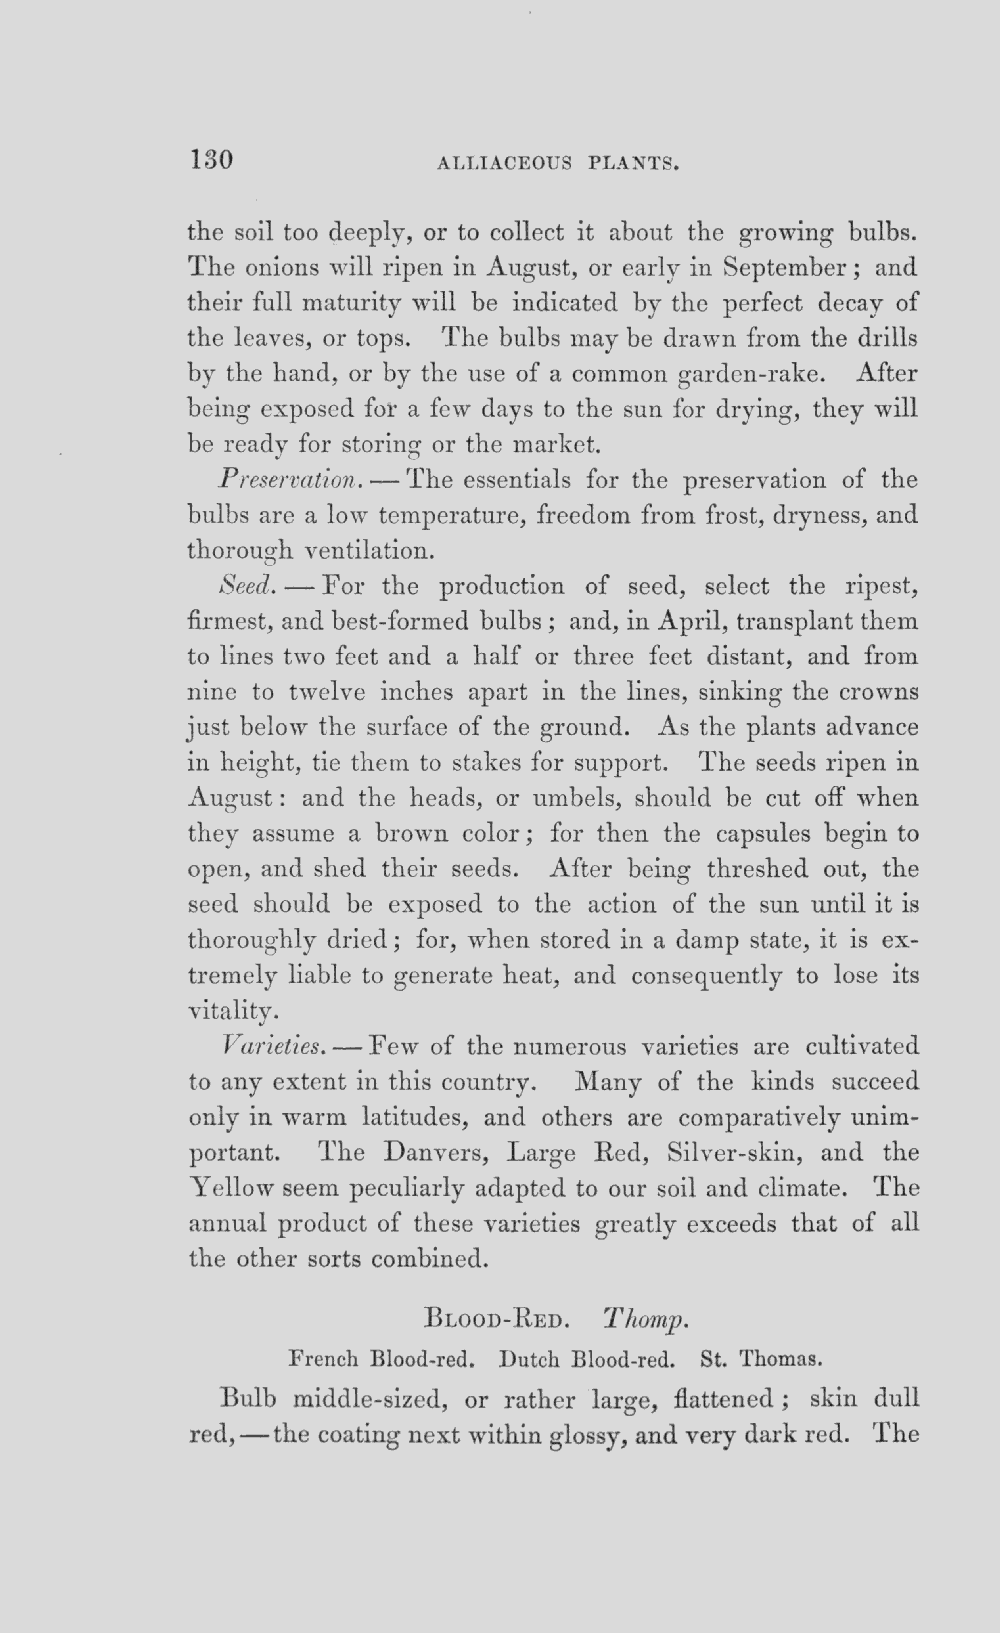 130
ALLIACEOUS PLANTS.
the soil too deeply, or to collect it about the growing bulbs.
The onions will ripen in August, or early in September; and
their full maturity will be indicated by the perfect decay of
the leaves, or tops. The bulbs may be drawn from the drills
by the hand, or by the use of a common garden-rake. After
being exposed for a few days to the sun for drying, they will
be ready for storing or the market.
Preservation. — The essentials for the preservation of the
bulbs are a low temperature, freedom from frost, dryness, and
thorough ventilation.
Seed. — For the production of seed, select the ripest,
firmest, and best-formed bulbs; and, in April, transplant them
to lines two feet and a half or three feet distant, and from
nine to twelve inches apart in the lines, sinking the crowns
just below the surface of the ground. As the plants advance
in height, tie them to stakes for support. The seeds ripen in
August: and the heads, or umbels, should be cut off when
they assume a brown color; for then the capsules begin to
open, and shed their seeds. After being threshed out, the
seed should be exposed to the action of the sun until it is
thoroughly dried; for, when stored in a damp state, it is ex-
tremely liable to generate heat, and consequently to lose its
vitality.
Varieties. — Few of the numerous varieties are cultivated
to any extent in this country. Many of the kinds succeed
only in warm latitudes, and others are comparatively unim-
portant. The Danvers, Large Red, Silver-skin, and the
Yellow seem peculiarly adapted to our soil and climate. The
annual product of these varieties greatly exceeds that of all
the other sorts combined.
BLOOD-RED. Thomp.
French Blood-red. Dutch Blood-red. St. Thomas.
Bulb middle-sized, or rather large, flattened; skin dull
red, — the coating next within glossy, and very dark red. The